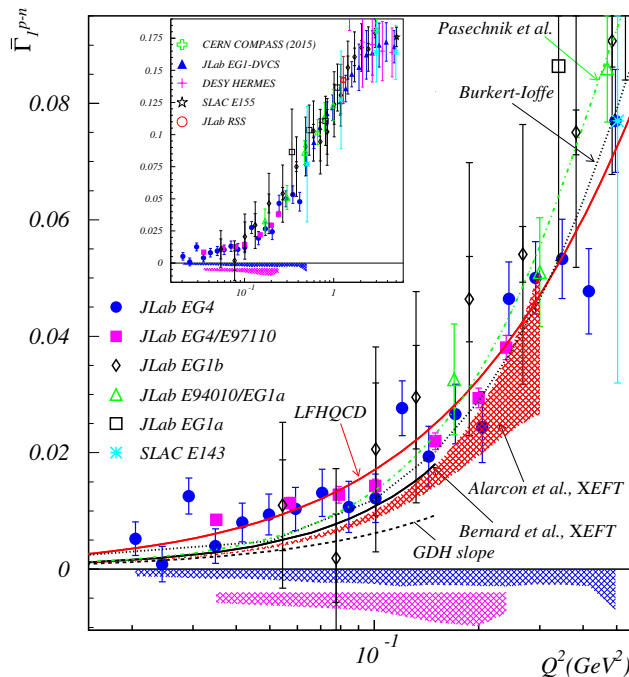 Γ̄₁ᵖ⁻ⁿ
0.08
0.06
0.04
0.02
0
0.175
0.15
0.125
0.1
0.075
0.05
0.025
0
10⁻¹
1
CERN COMPASS (2015)
JLab EG1-DVCS
DESY HERMES
SLAC E155
JLab RSS
Pasechnik et al.
Burkert-Ioffe
JLab EG4
JLab EG4/E97110
JLab EG1b
JLab E94010/EG1a
JLab EG1a
SLAC E143
LFHQCD
Alarcon et al., ΧEFT
Bernard et al., ΧEFT
GDH slope
10⁻¹
1
Q²(GeV²)